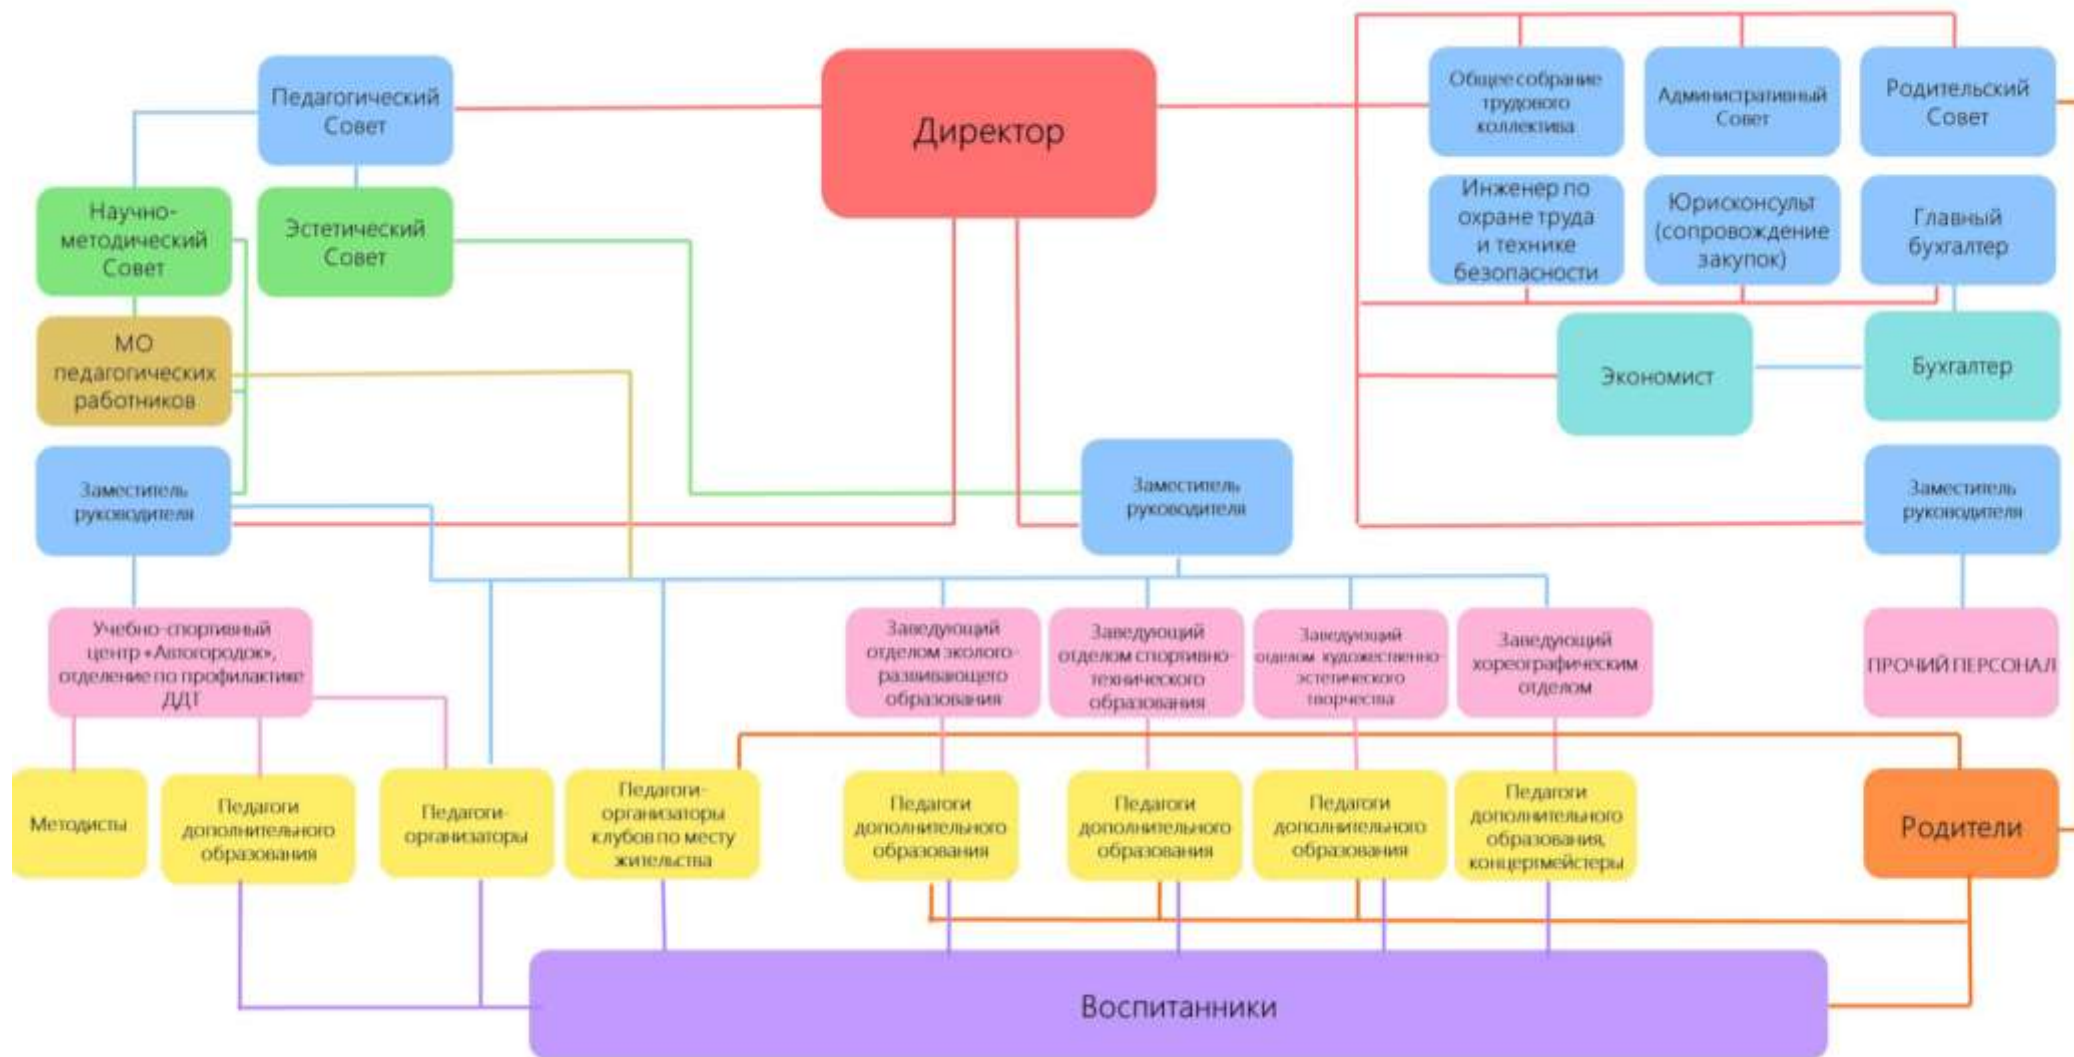 Педагогический
Совет
Директор
Общее собрание
трудового
коллектива
Административный
Совет
Родительский
Совет
Научно-
методический
Совет
Эстетический
Совет
Инженер по
охране труда
и технике
безопасности
Юрисконсульт
(сопровождение
закупок)
Главный
бухгалтер
МО
педагогических
работников
Экономист
Бухгалтер
Заместитель
руководителя
Заместитель
руководителя
Заместитель
руководителя
Учебно-спортивный
центр «Автогородок»,
отделение по профилактике
ДДТ
Заведующий
отделом эколого-
развивающего
образования
Заведующий
отделом спортивно-
технического
образования
Заведующий
отделом художественно-
эстетического
творчества
Заведующий
хореографическим
отделом
ПРОЧИЙ ПЕРСОНАЛ
Методисты
Педагоги
дополнительного
образования
Педагоги-
организаторы
Педагоги-
организаторы
клубов по месту
жительства
Педагоги
дополнительного
образования
Педагоги
дополнительного
образования
Педагоги
дополнительного
образования
Педагоги
дополнительного
образования,
концертмейстеры
Родители
Воспитанники